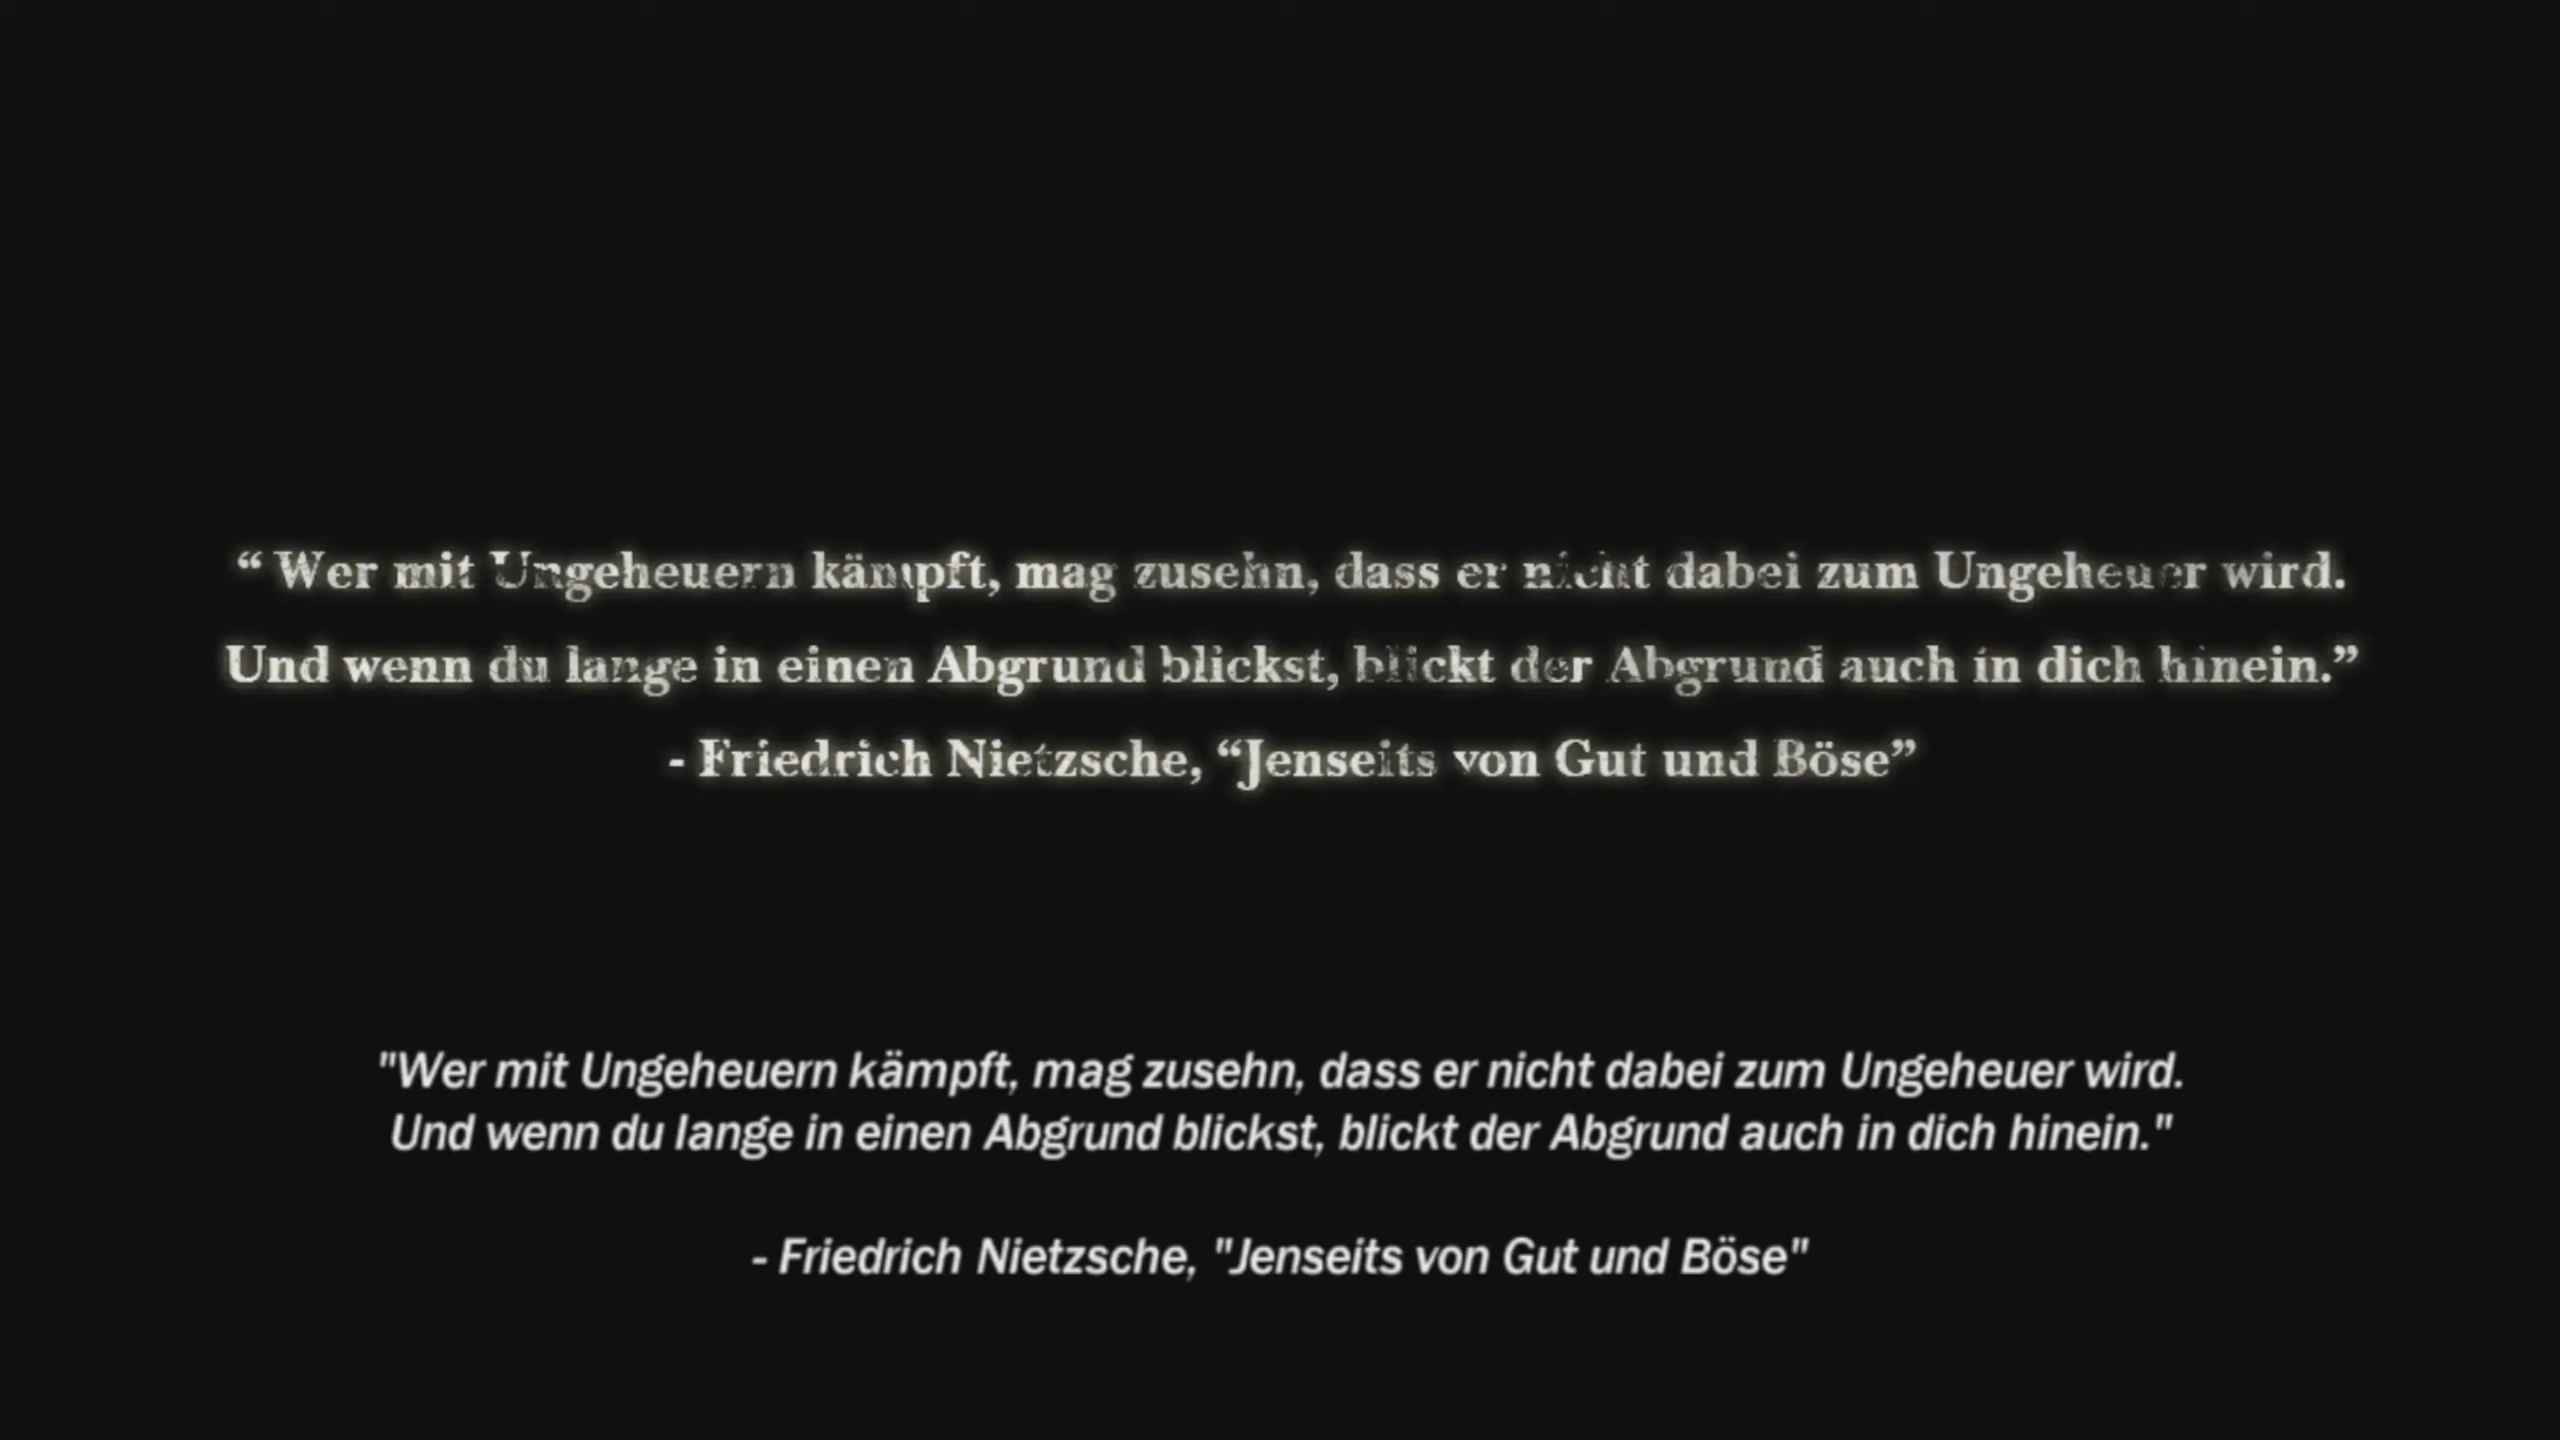 “ Wer mit Ungeheuern kämpft, mag zusehn, dass er nicht dabei zum Ungeheuer wird.
Und wenn du lange in einen Abgrund blickst, blickt der Abgrund auch in dich hinein.”
- Friedrich Nietzsche, “Jenseits von Gut und Böse”
"Wer mit Ungeheuern kämpft, mag zusehn, dass er nicht dabei zum Ungeheuer wird.
Und wenn du lange in einen Abgrund blickst, blickt der Abgrund auch in dich hinein."
- Friedrich Nietzsche, "Jenseits von Gut und Böse"